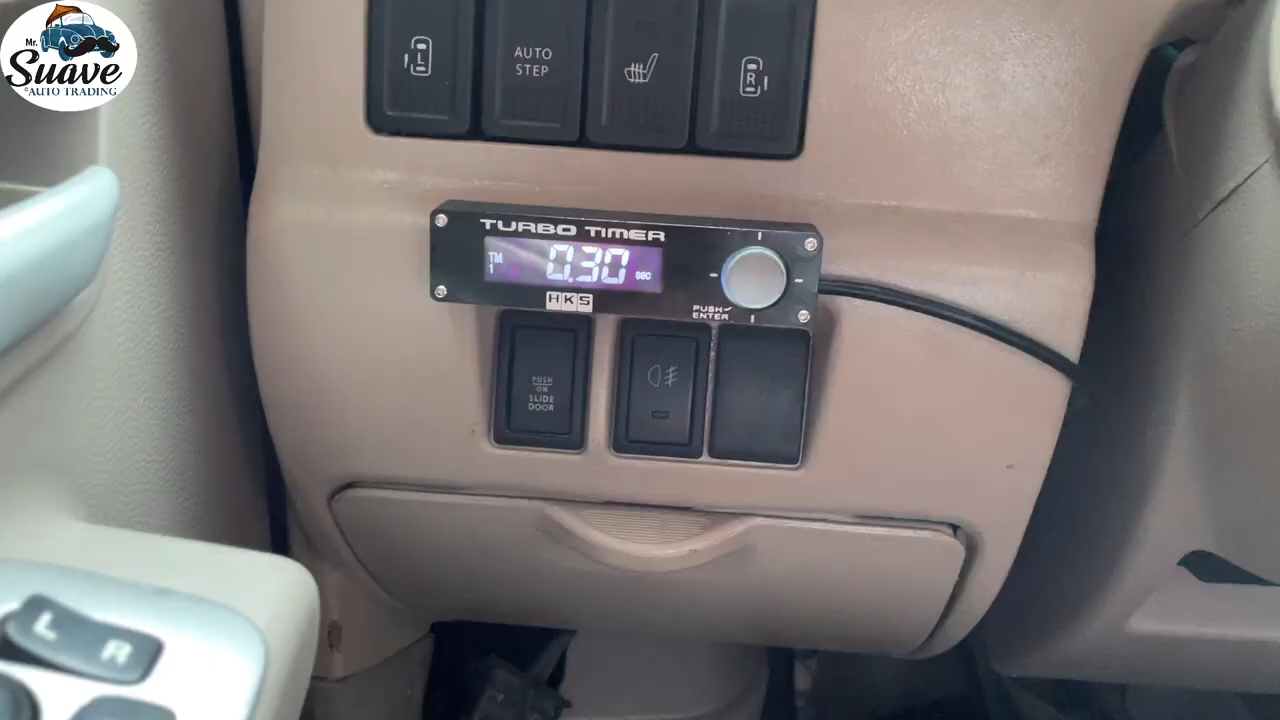 Mr.
Suave
AUTO TRADING
L
AUTO
STEP
R
TURBO TIMER
TM
1
0.30
sec
HKS
PUSH
ENTER
PUSH
ON
SLIDE
DOOR
L R